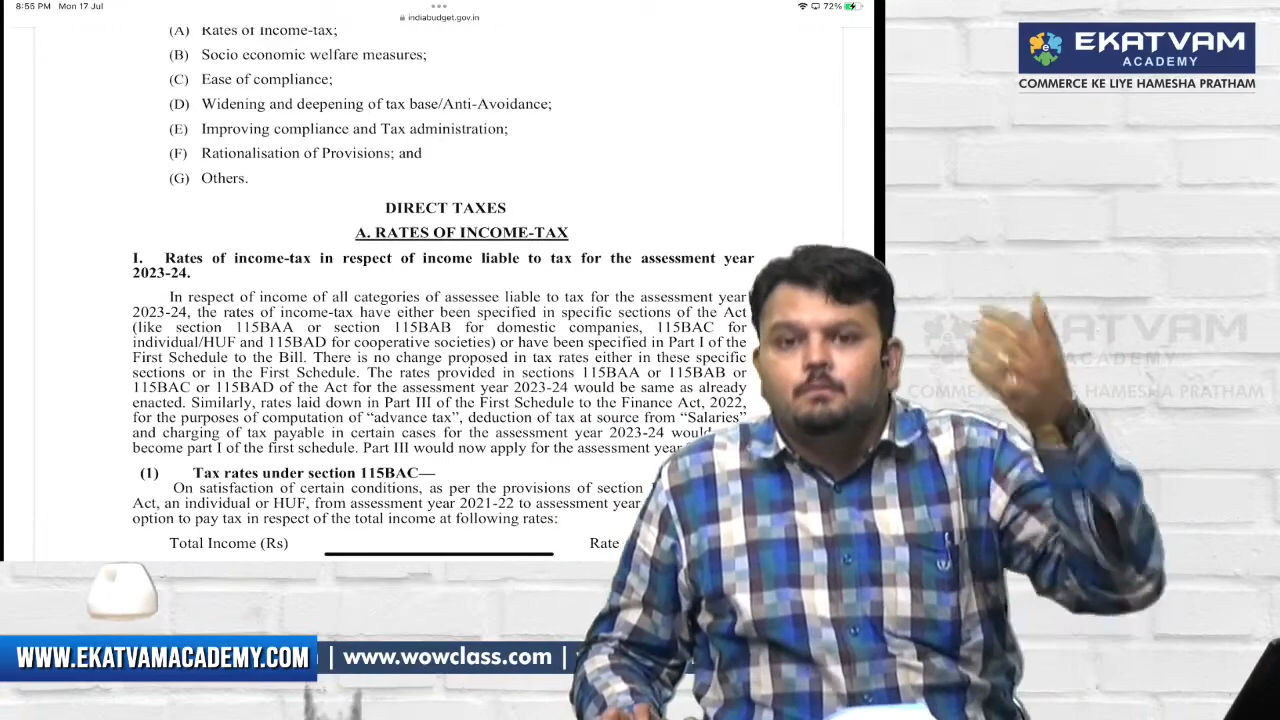 8:55 PM Mon 17 Jul
72%
indiabudget.gov.in
(A) Rates of Income-tax;
(B) Socio economic welfare measures;
(C) Ease of compliance;
(D) Widening and deepening of tax base/Anti-Avoidance;
(E) Improving compliance and Tax administration;
(F) Rationalisation of Provisions; and
(G) Others.
DIRECT TAXES
A. RATES OF INCOME-TAX
I. Rates of income-tax in respect of income liable to tax for the assessment year
2023-24.
In respect of income of all categories of assessee liable to tax for the assessment year
2023-24, the rates of income-tax have either been specified in specific sections of the Act
(like section 115BAA or section 115BAB for domestic companies, 115BAC for
individual/HUF and 115BAD for cooperative societies) or have been specified in Part I of the
First Schedule to the Bill. There is no change proposed in tax rates either in these specific
sections or in the First Schedule. The rates provided in sections 115BAA or 115BAB or
115BAC or 115BAD of the Act for the assessment year 2023-24 would be same as already
enacted. Similarly, rates laid down in Part III of the First Schedule to the Finance Act, 2022,
for the purposes of computation of “advance tax”, deduction of tax at source from “Salaries”
and charging of tax payable in certain cases for the assessment year 2023-24 would
become part I of the first schedule. Part III would now apply for the assessment year
(1) Tax rates under section 115BAC—
On satisfaction of certain conditions, as per the provisions of section
Act, an individual or HUF, from assessment year 2021-22 to assessment year
option to pay tax in respect of the total income at following rates:
Total Income (Rs) Rate
EKATVAM
ACADEMY
COMMERCE KE LIYE HAMESHA PRATHAM
EKATVAM
ACADEMY
HAMESHA PRATHAM
WWW.EKATVAMACADEMY.COM
| www.wowclass.com |